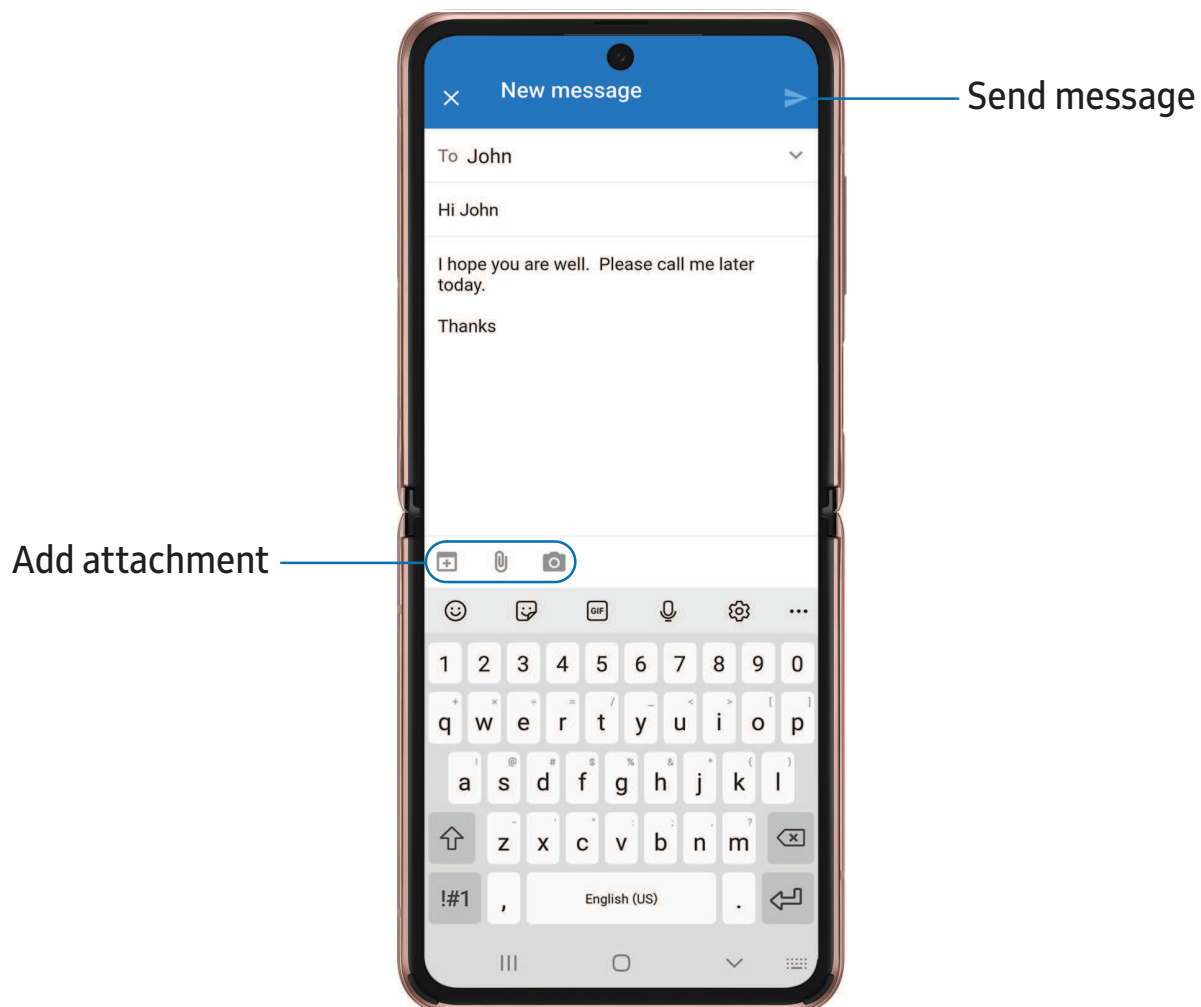 New message
Send message
To John
Hi John
I hope you are well.  Please call me later
today.
Thanks
Add attachment
GIF
1 2 3 4 5 6 7 8 9 0
+ × ÷ = / _ < > [ ]
q w e r t y u i o p
! @ # $ % & * ( )
a s d f g h j k l
- ' " : ; , ?
z x c v b n m
!#1 , English (US) .